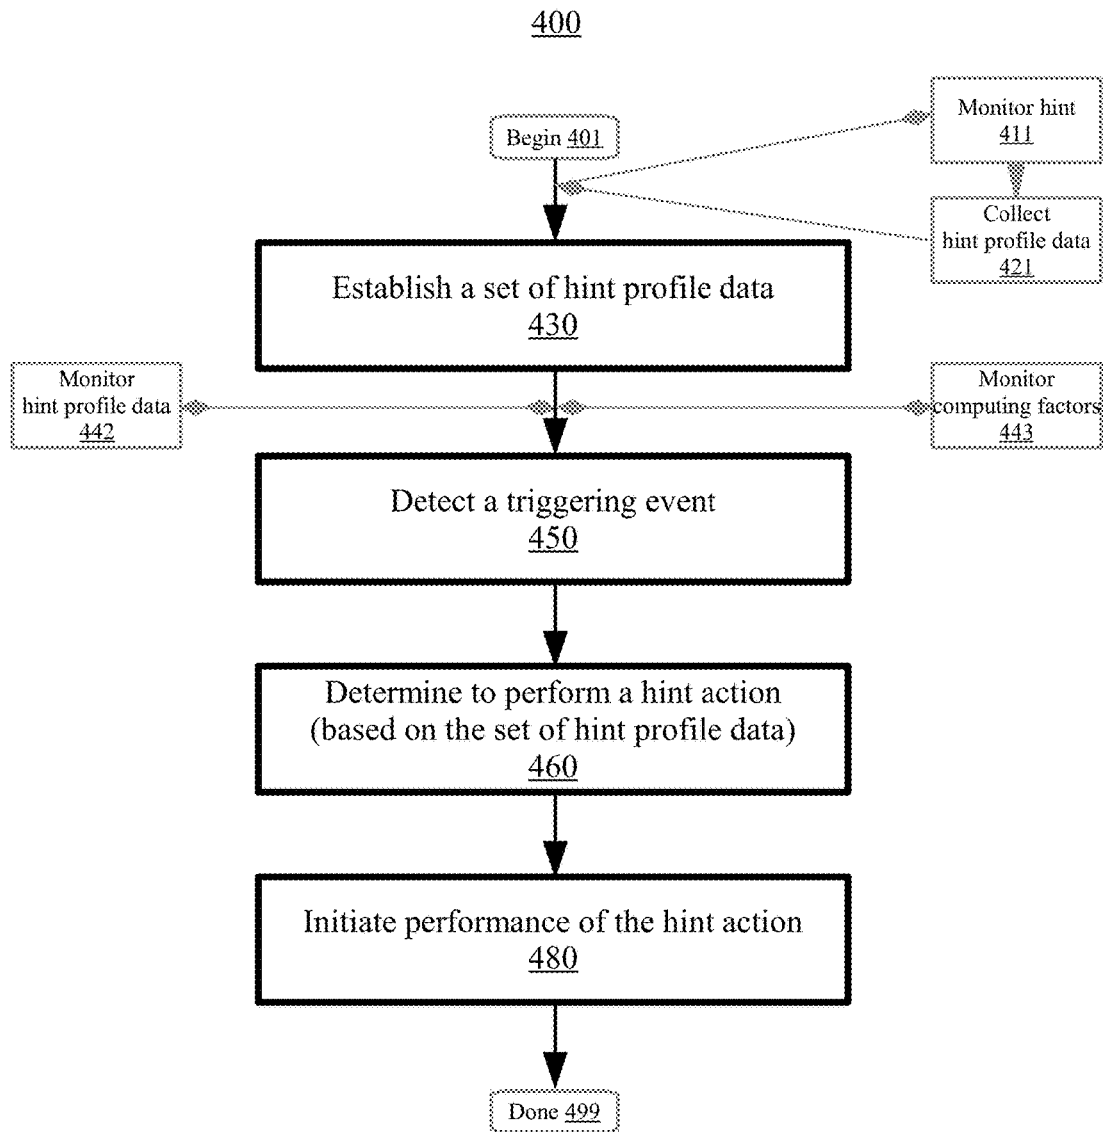 400
Begin 401
Monitor hint
411
Collect
hint profile data
421
Establish a set of hint profile data
430
Monitor
hint profile data
442
Monitor
computing factors
443
Detect a triggering event
450
Determine to perform a hint action
(based on the set of hint profile data)
460
Initiate performance of the hint action
480
Done 499